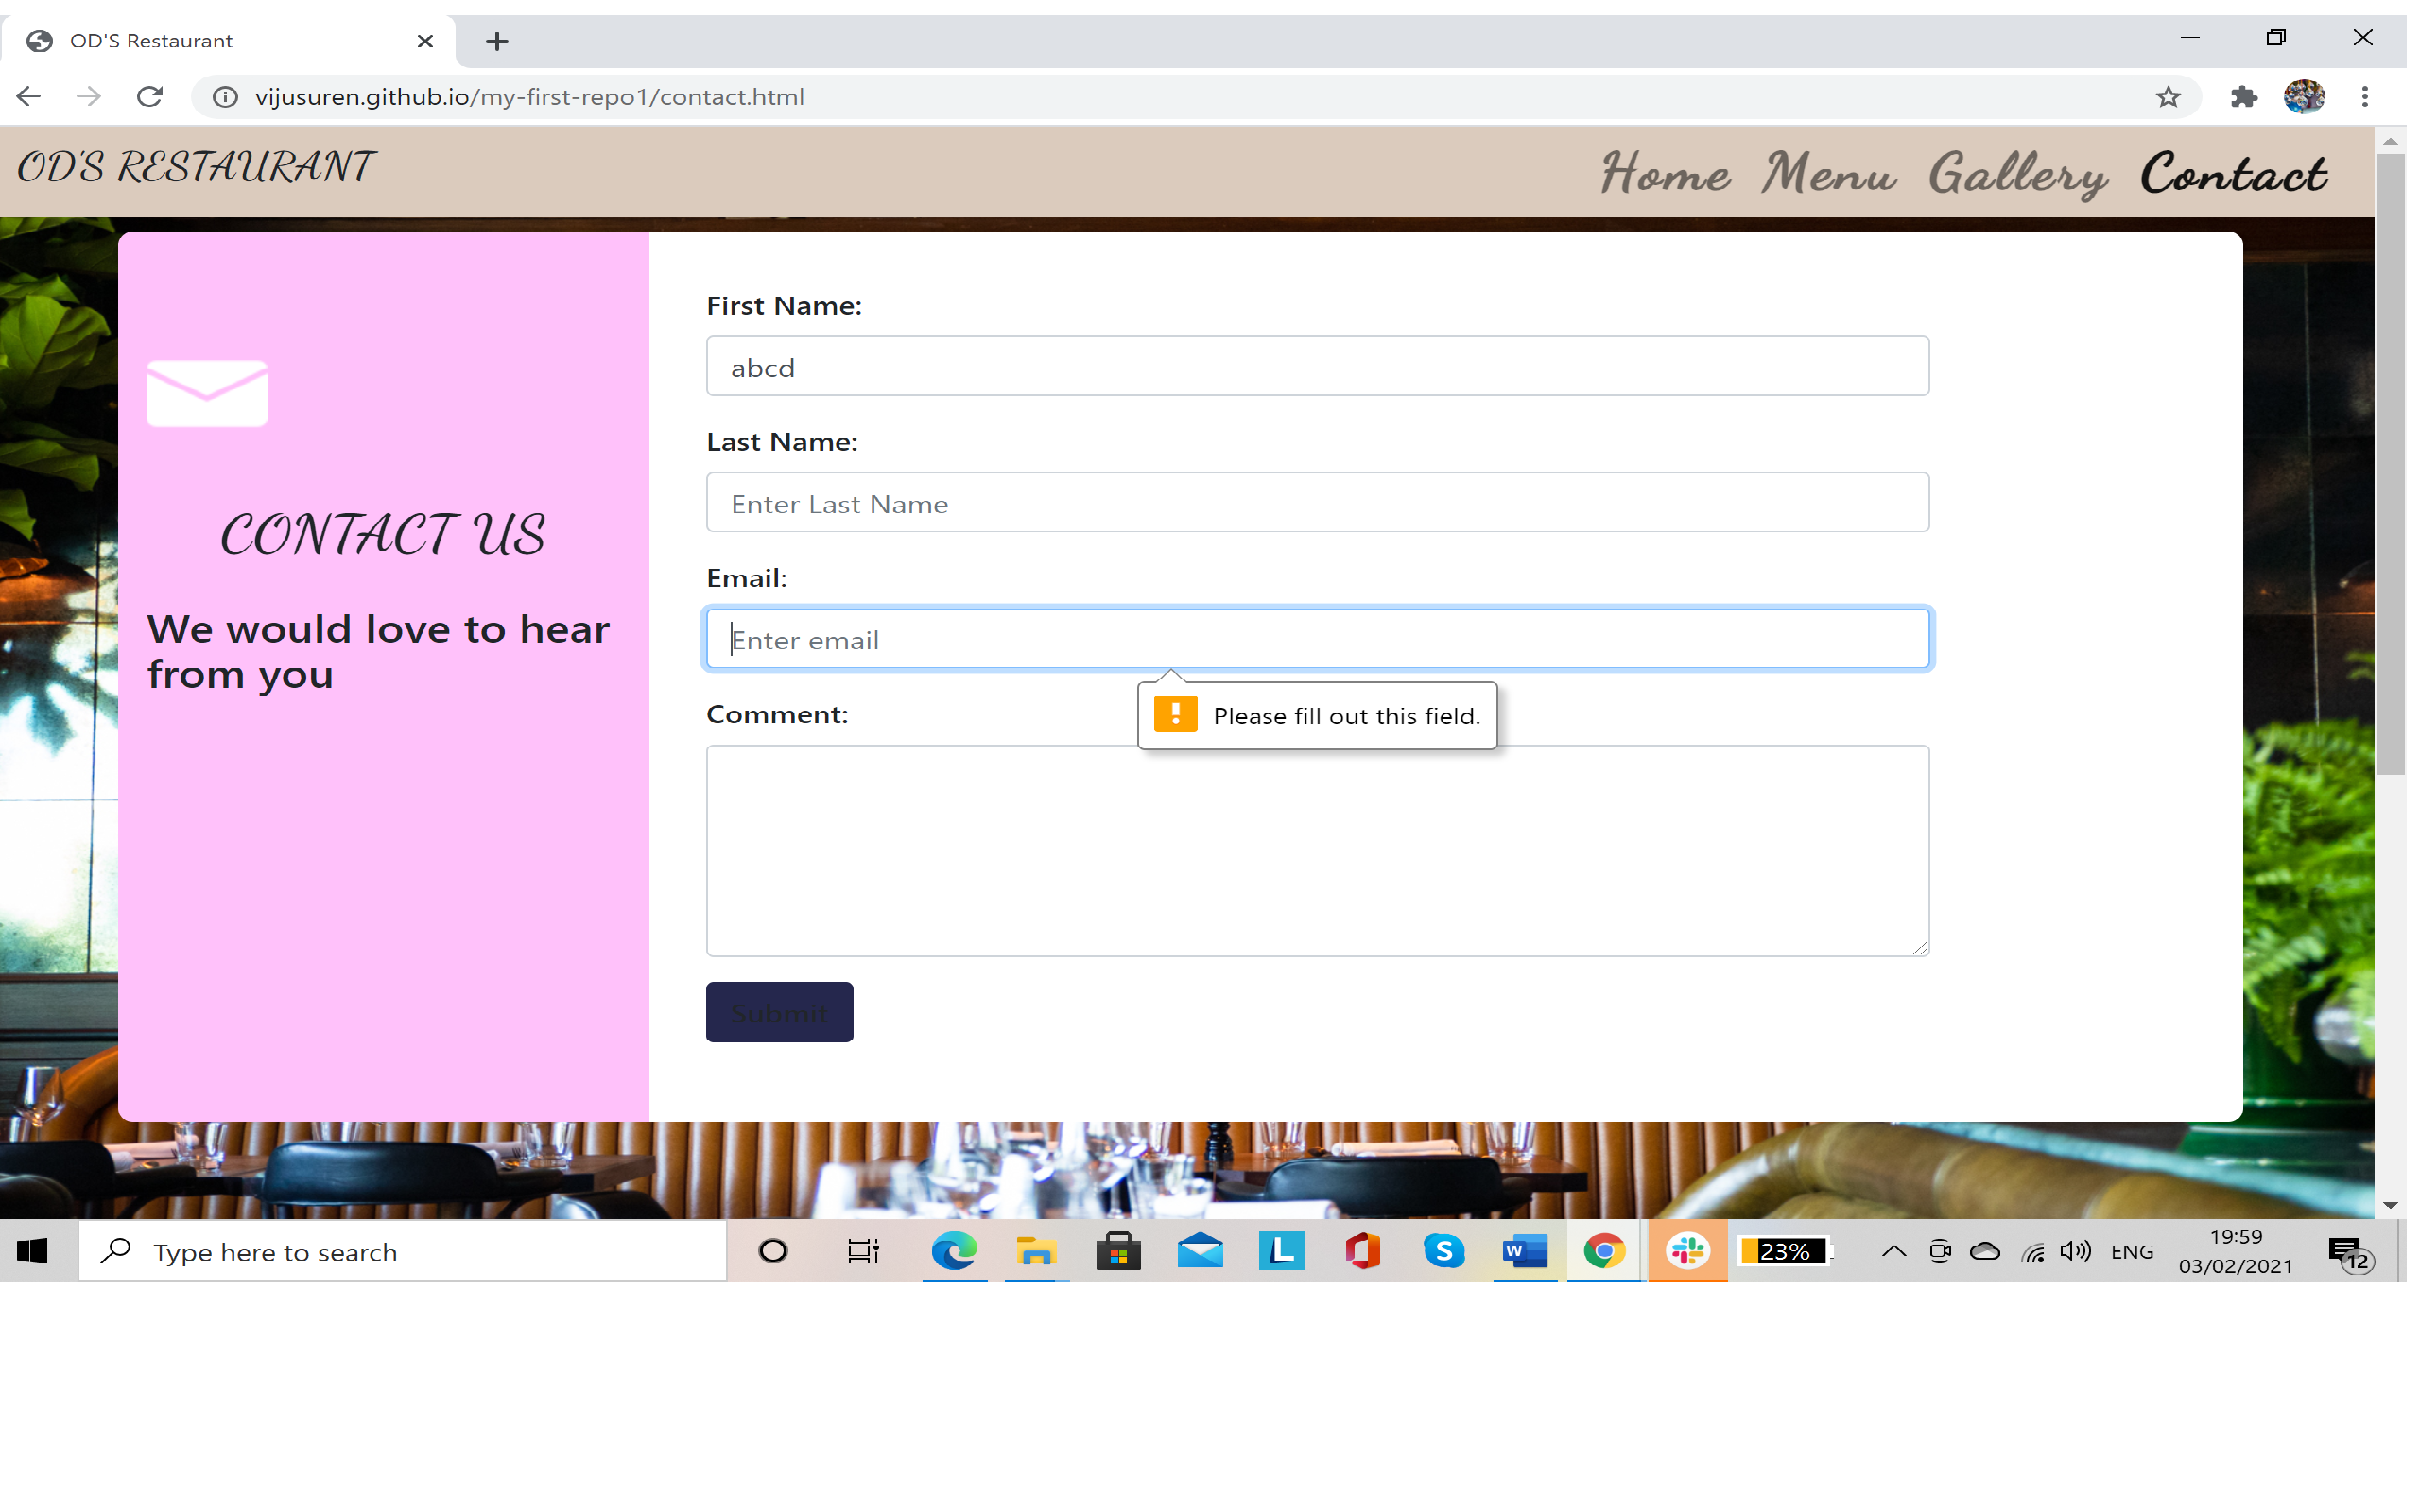 OD'S Restaurant
vijusuren.github.io/my-first-repo1/contact.html
OD'S RESTAURANT
Home Menu Gallery Contact
First Name:
abcd
Last Name:
Enter Last Name
CONTACT US
Email:
We would love to hear
from you
Enter email
Please fill out this field.
Comment:
Submit
Type here to search
L
S
W
23%
ENG
19:59
03/02/2021
12